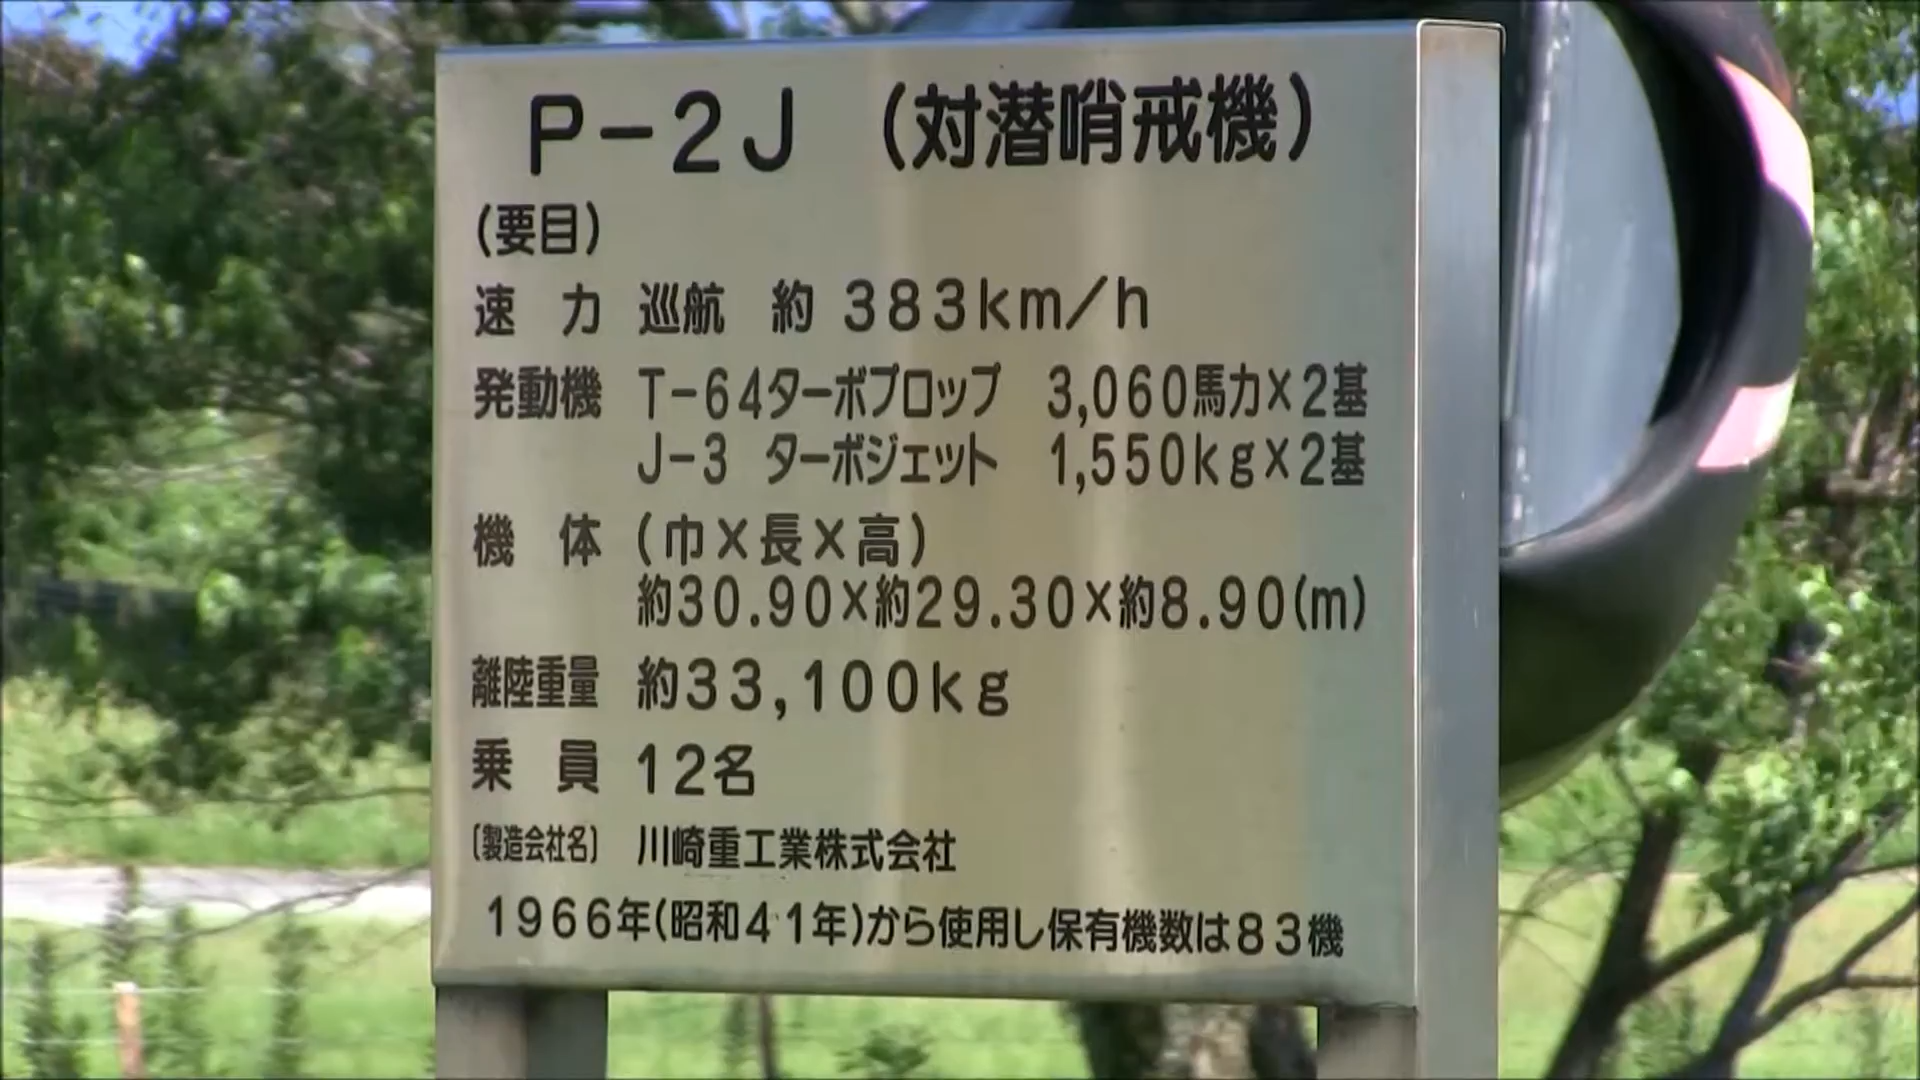 P-2J (対潜哨戒機)
(要目)
速 力 巡航 約 383km/h
発動機 T-64ターボプロップ 3,060馬力×2基
J-3 ターボジェット 1,550kg×2基
機 体 (巾×長×高)
約30.90×約29.30×約8.90(m)
離陸重量 約33,100kg
乗 員 12名
〔製造会社名〕 川崎重工業株式会社
1966年(昭和41年)から使用し保有機数は83機